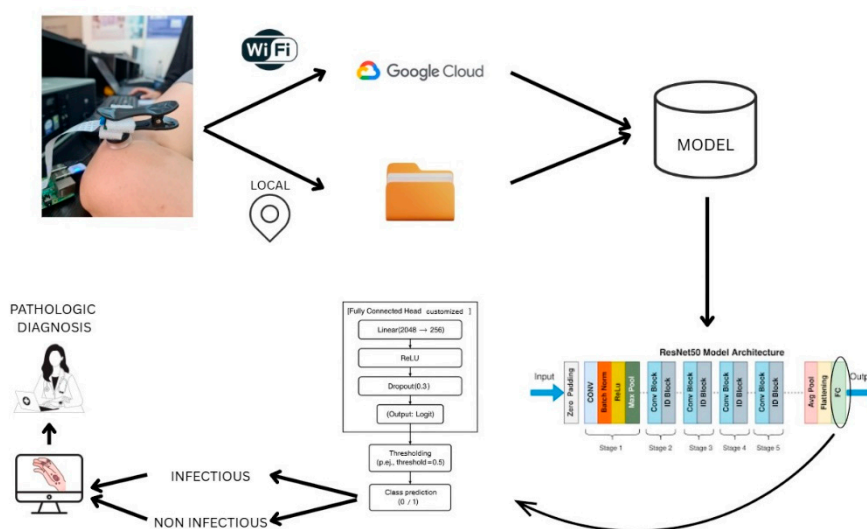 WiFi
Google Cloud
LOCAL
MODEL
PATHOLOGIC
DIAGNOSIS
[Fully Connected Head customized ]
Linear(2048 → 256)
ReLU
Dropout(0.3)
(Output: Logit)
Thresholding
(p.ej., threshold=0.5)
Class prediction
(0 / 1)
INFECTIOUS
NON INFECTIOUS
ResNet50 Model Architecture
Input
Zero Padding
CONV
Batch Norm
ReLu
Max Pool
Conv Block
ID Block
Conv Block
ID Block
Conv Block
ID Block
Conv Block
ID Block
Avg Pool
Flattening
FC
Outp
Stage 1
Stage 2
Stage 3
Stage 4
Stage 5